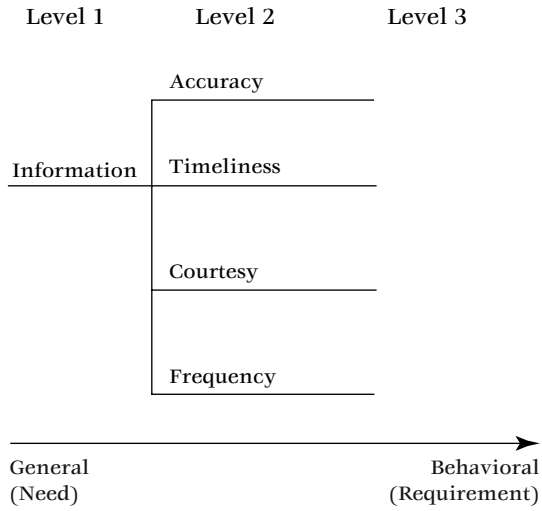 Level 1 Level 2 Level 3
Accuracy
Information Timeliness
Courtesy
Frequency
General Behavioral
(Need) (Requirement)